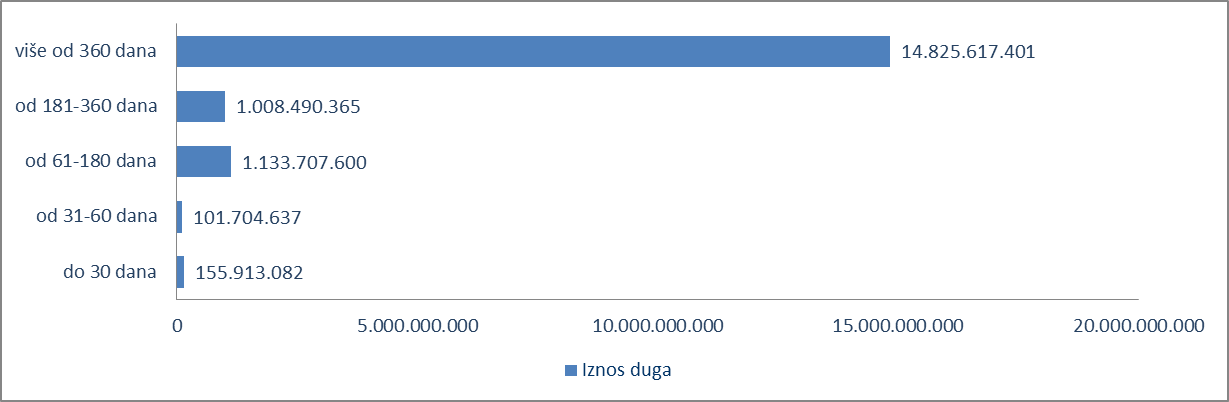 više od 360 dana 14.825.617.401
od 181-360 dana 1.008.490.365
od 61-180 dana 1.133.707.600
od 31-60 dana 101.704.637
do 30 dana 155.913.082
0 5.000.000.000 10.000.000.000 15.000.000.000 20.000.000.000
Iznos duga